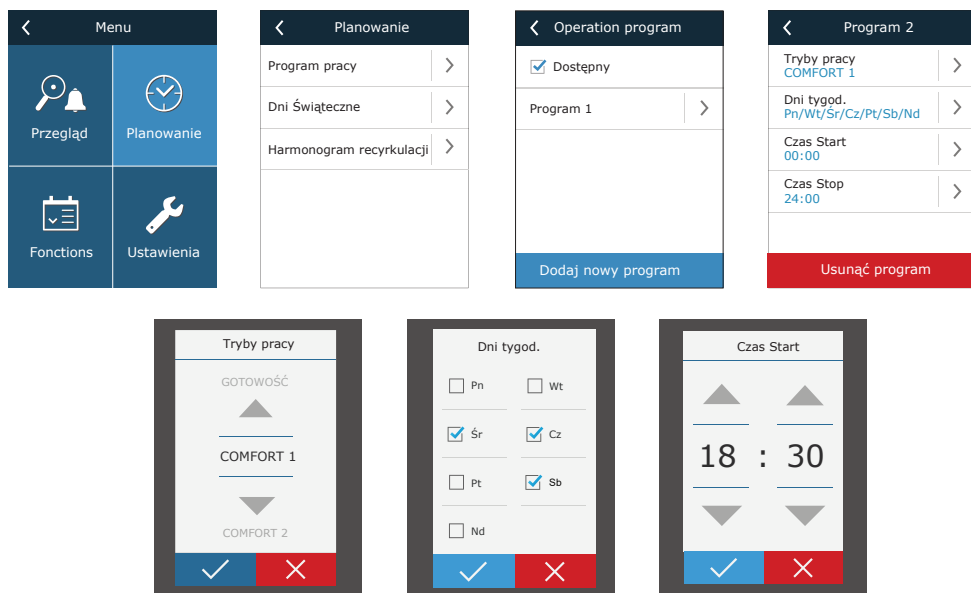 Menu
Przegląd
Planowanie
Fonctions
Ustawienia
Planowanie
Program pracy
Dni Świąteczne
Harmonogram recyrkulacji
Operation program
Dostępny
Program 1
Dodaj nowy program
Program 2
Tryby pracy
COMFORT 1
Dni tygod.
Pn/Wt/Śr/Cz/Pt/Sb/Nd
Czas Start
00:00
Czas Stop
24:00
Usunąć program
Tryby pracy
GOTOWOŚĆ
COMFORT 1
COMFORT 2
Dni tygod.
Pn
Wt
Śr
Cz
Pt
Sb
Nd
Czas Start
18 : 30